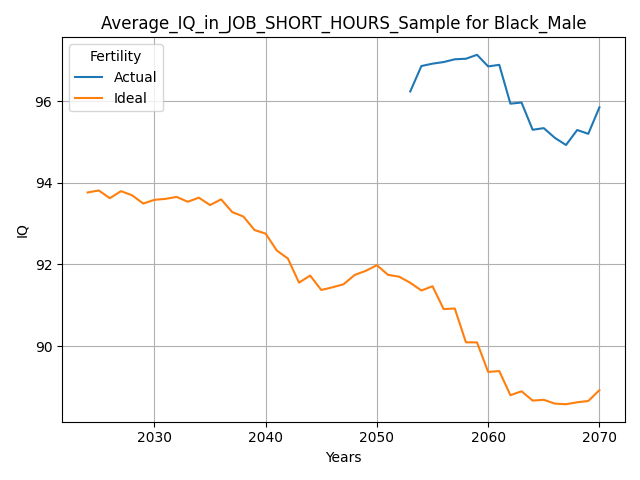 Average_IQ_in_JOB_SHORT_HOURS_Sample for Black_Male
Fertility
Actual
Ideal
96
94
92
90
IQ
2030 2040 2050 2060 2070
Years